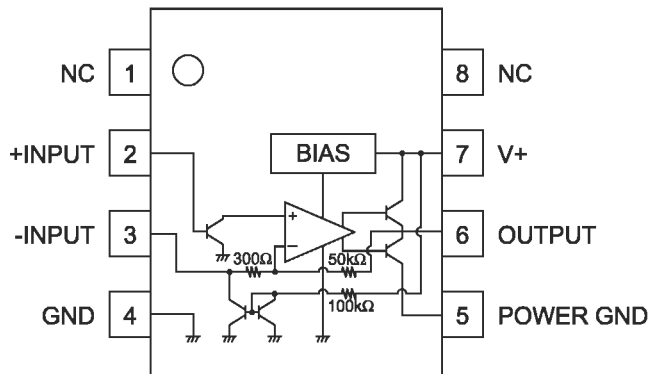 NC 1 8 NC
+INPUT 2 BIAS 7 V+
+
-INPUT 3 6 OUTPUT
−
300Ω 50kΩ
100kΩ
GND 4 5 POWER GND